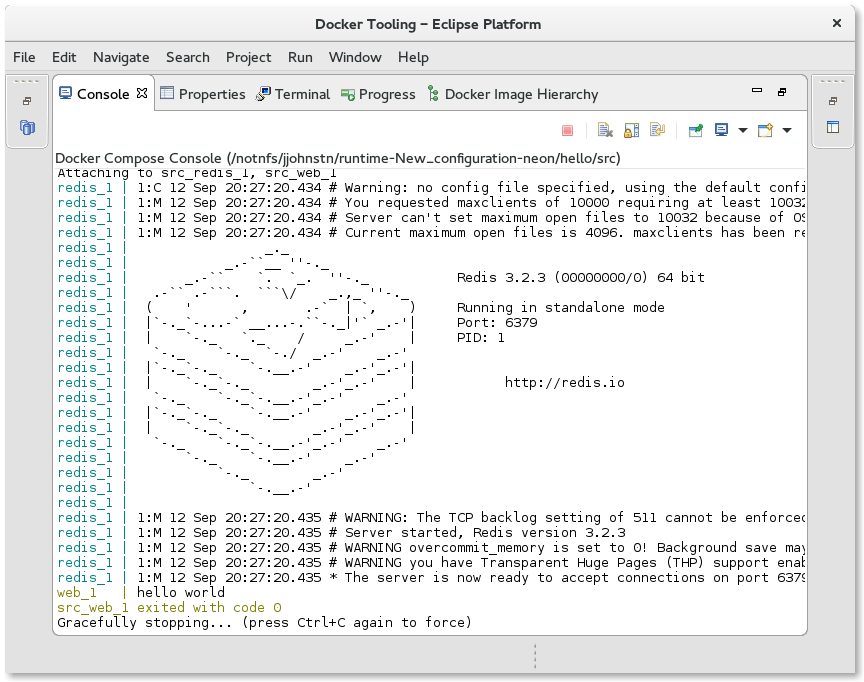 Docker Tooling – Eclipse Platform
File Edit Navigate Search Project Run Window Help
Console Properties Terminal Progress Docker Image Hierarchy
Docker Compose Console (/notnfs/jjohnstn/runtime-New_configuration-neon/hello/src)
Attaching to src_redis_1, src_web_1
redis_1 | 1:C 12 Sep 20:27:20.434 # Warning: no config file specified, using the default confi
redis_1 | 1:M 12 Sep 20:27:20.434 # You requested maxclients of 10000 requiring at least 10032
redis_1 | 1:M 12 Sep 20:27:20.434 # Server can't set maximum open files to 10032 because of OS
redis_1 | 1:M 12 Sep 20:27:20.434 # Current maximum open files is 4096. maxclients has been re
redis_1 |                 _._
redis_1 |            _.-``__ ''-._
redis_1 |       _.-``    `.  `_.  ''-._           Redis 3.2.3 (00000000/0) 64 bit
redis_1 |   .-`` .-```.  ```\/    _.,_ ''-._
redis_1 |  (    '      ,       .-`  | `,    )     Running in standalone mode
redis_1 |  |`-._`-...-` __...-.``-._|'` _.-'|     Port: 6379
redis_1 |  |    `-._   `._    /     _.-'    |     PID: 1
redis_1 |   `-._    `-._  `-./  _.-'    _.-'
redis_1 |  |`-._`-._    `-.__.-'    _.-'_.-'|
redis_1 |  |    `-._`-._        _.-'_.-'    |           http://redis.io
redis_1 |   `-._    `-._`-.__.-'_.-'    _.-'
redis_1 |  |`-._`-._    `-.__.-'    _.-'_.-'|
redis_1 |  |    `-._`-._        _.-'_.-'    |
redis_1 |   `-._    `-._`-.__.-'_.-'    _.-'
redis_1 |       `-._    `-.__.-'    _.-'
redis_1 |           `-._        _.-'
redis_1 |               `-.__.-'
redis_1 |
redis_1 | 1:M 12 Sep 20:27:20.435 # WARNING: The TCP backlog setting of 511 cannot be enforced
redis_1 | 1:M 12 Sep 20:27:20.435 # Server started, Redis version 3.2.3
redis_1 | 1:M 12 Sep 20:27:20.435 # WARNING overcommit_memory is set to 0! Background save may
redis_1 | 1:M 12 Sep 20:27:20.435 # WARNING you have Transparent Huge Pages (THP) support enab
redis_1 | 1:M 12 Sep 20:27:20.435 * The server is now ready to accept connections on port 6379
web_1   | hello world
src_web_1 exited with code 0
Gracefully stopping... (press Ctrl+C again to force)